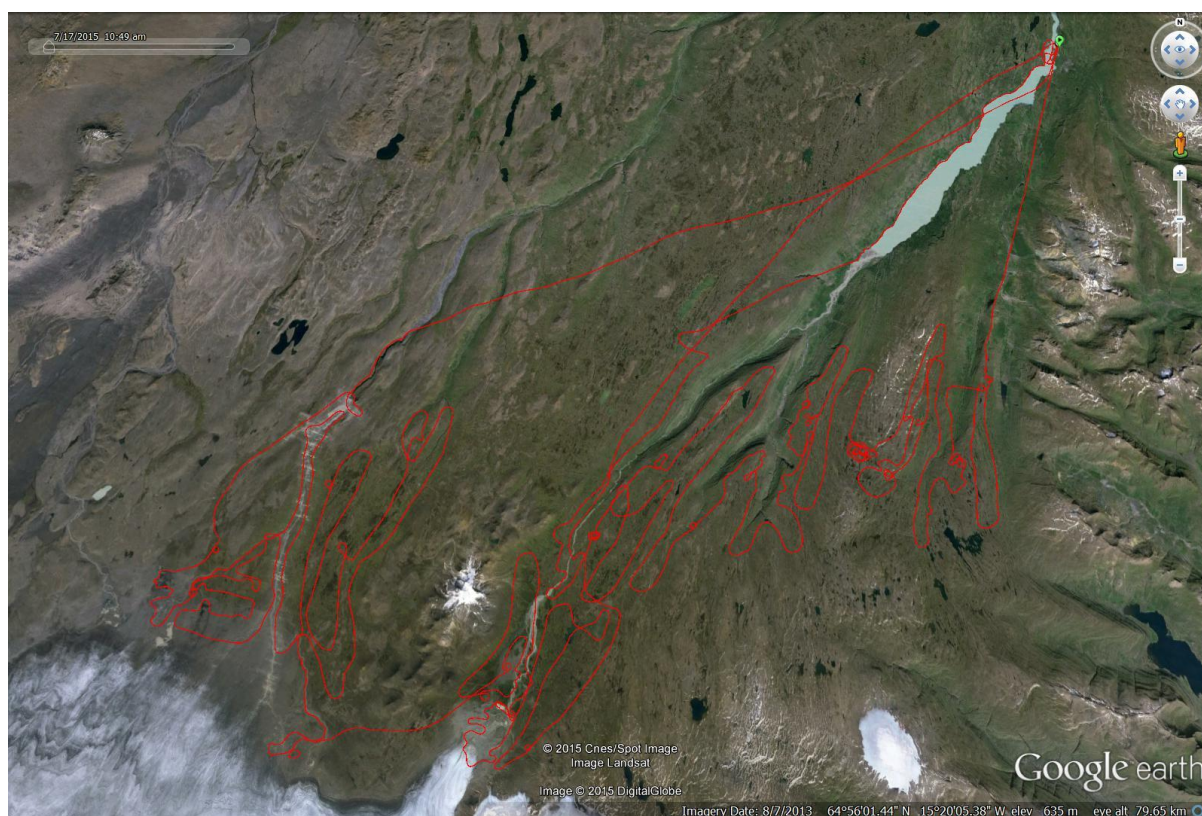 7/17/2015 10:49 am
N
© 2015 Cnes/Spot Image
Image Landsat
Image © 2015 DigitalGlobe
Google earth
Imagery Date: 8/7/2013 64°56'01.44" N 15°20'05.38" W elev 635 m eye alt 79.65 km